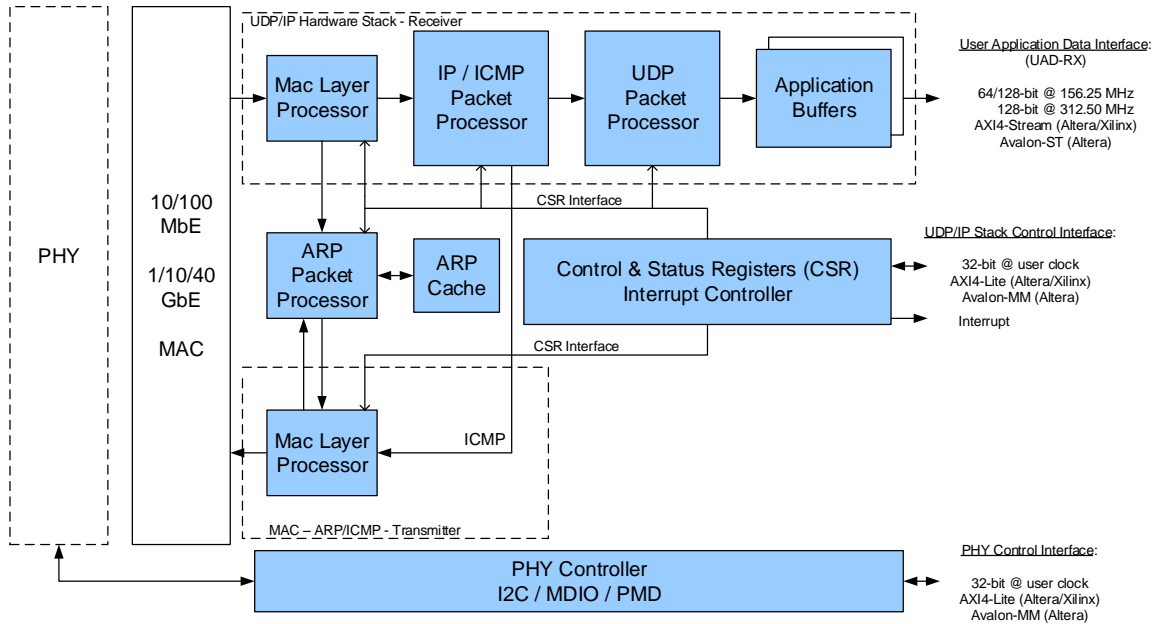 UDP/IP Hardware Stack - Receiver
Mac Layer
Processor
IP / ICMP
Packet
Processor
UDP
Packet
Processor
Application
Buffers
User Application Data Interface:
(UAD-RX)
64/128-bit @ 156.25 MHz
128-bit @ 312.50 MHz
AXI4-Stream (Altera/Xilinx)
Avalon-ST (Altera)
PHY
10/100
MbE
1/10/40
GbE
MAC
CSR Interface
ARP
Packet
Processor
ARP
Cache
Control & Status Registers (CSR)
Interrupt Controller
UDP/IP Stack Control Interface:
32-bit @ user clock
AXI4-Lite (Altera/Xilinx)
Avalon-MM (Altera)
Interrupt
CSR Interface
Mac Layer
Processor
ICMP
MAC – ARP/ICMP - Transmitter
PHY Controller
I2C / MDIO / PMD
PHY Control Interface:
32-bit @ user clock
AXI4-Lite (Altera/Xilinx)
Avalon-MM (Altera)